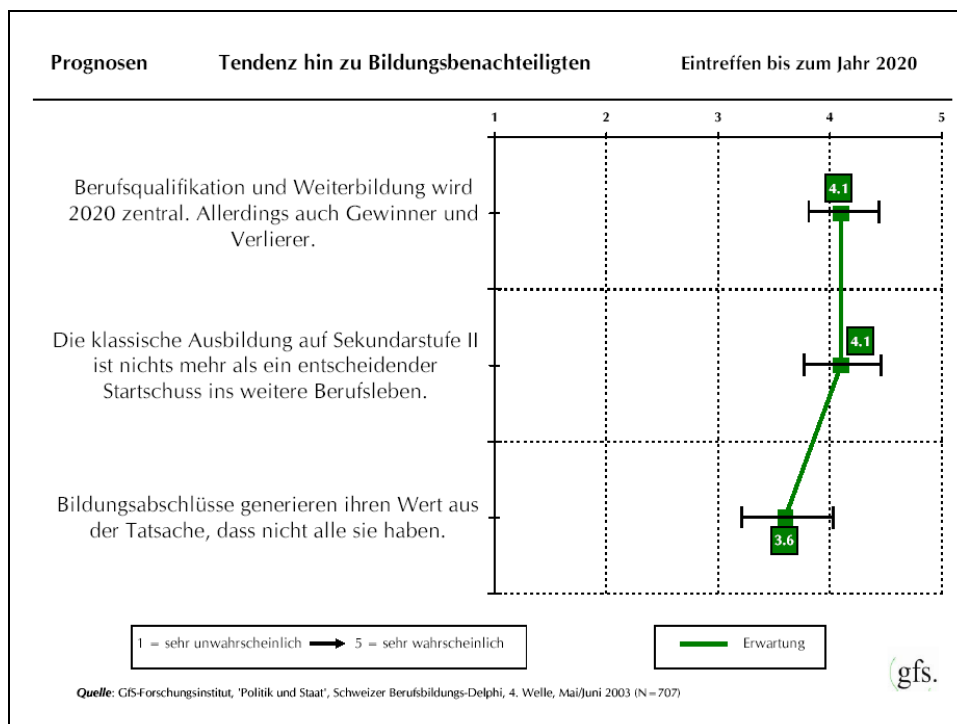 Prognosen Tendenz hin zu Bildungsbenachteiligten Eintreffen bis zum Jahr 2020
1 2 3 4 5
Berufsqualifikation und Weiterbildung wird
2020 zentral. Allerdings auch Gewinner und
Verlierer.
4.1
Die klassische Ausbildung auf Sekundarstufe II
ist nichts mehr als ein entscheidender
Startschuss ins weitere Berufsleben.
4.1
Bildungsabschlüsse generieren ihren Wert aus
der Tatsache, dass nicht alle sie haben.
3.6
1 = sehr unwahrscheinlich 5 = sehr wahrscheinlich
Erwartung
(gfs.
Quelle: GfS-Forschungsinstitut, 'Politik und Staat', Schweizer Berufsbildungs-Delphi, 4. Welle, Mai/Juni 2003 (N=707)